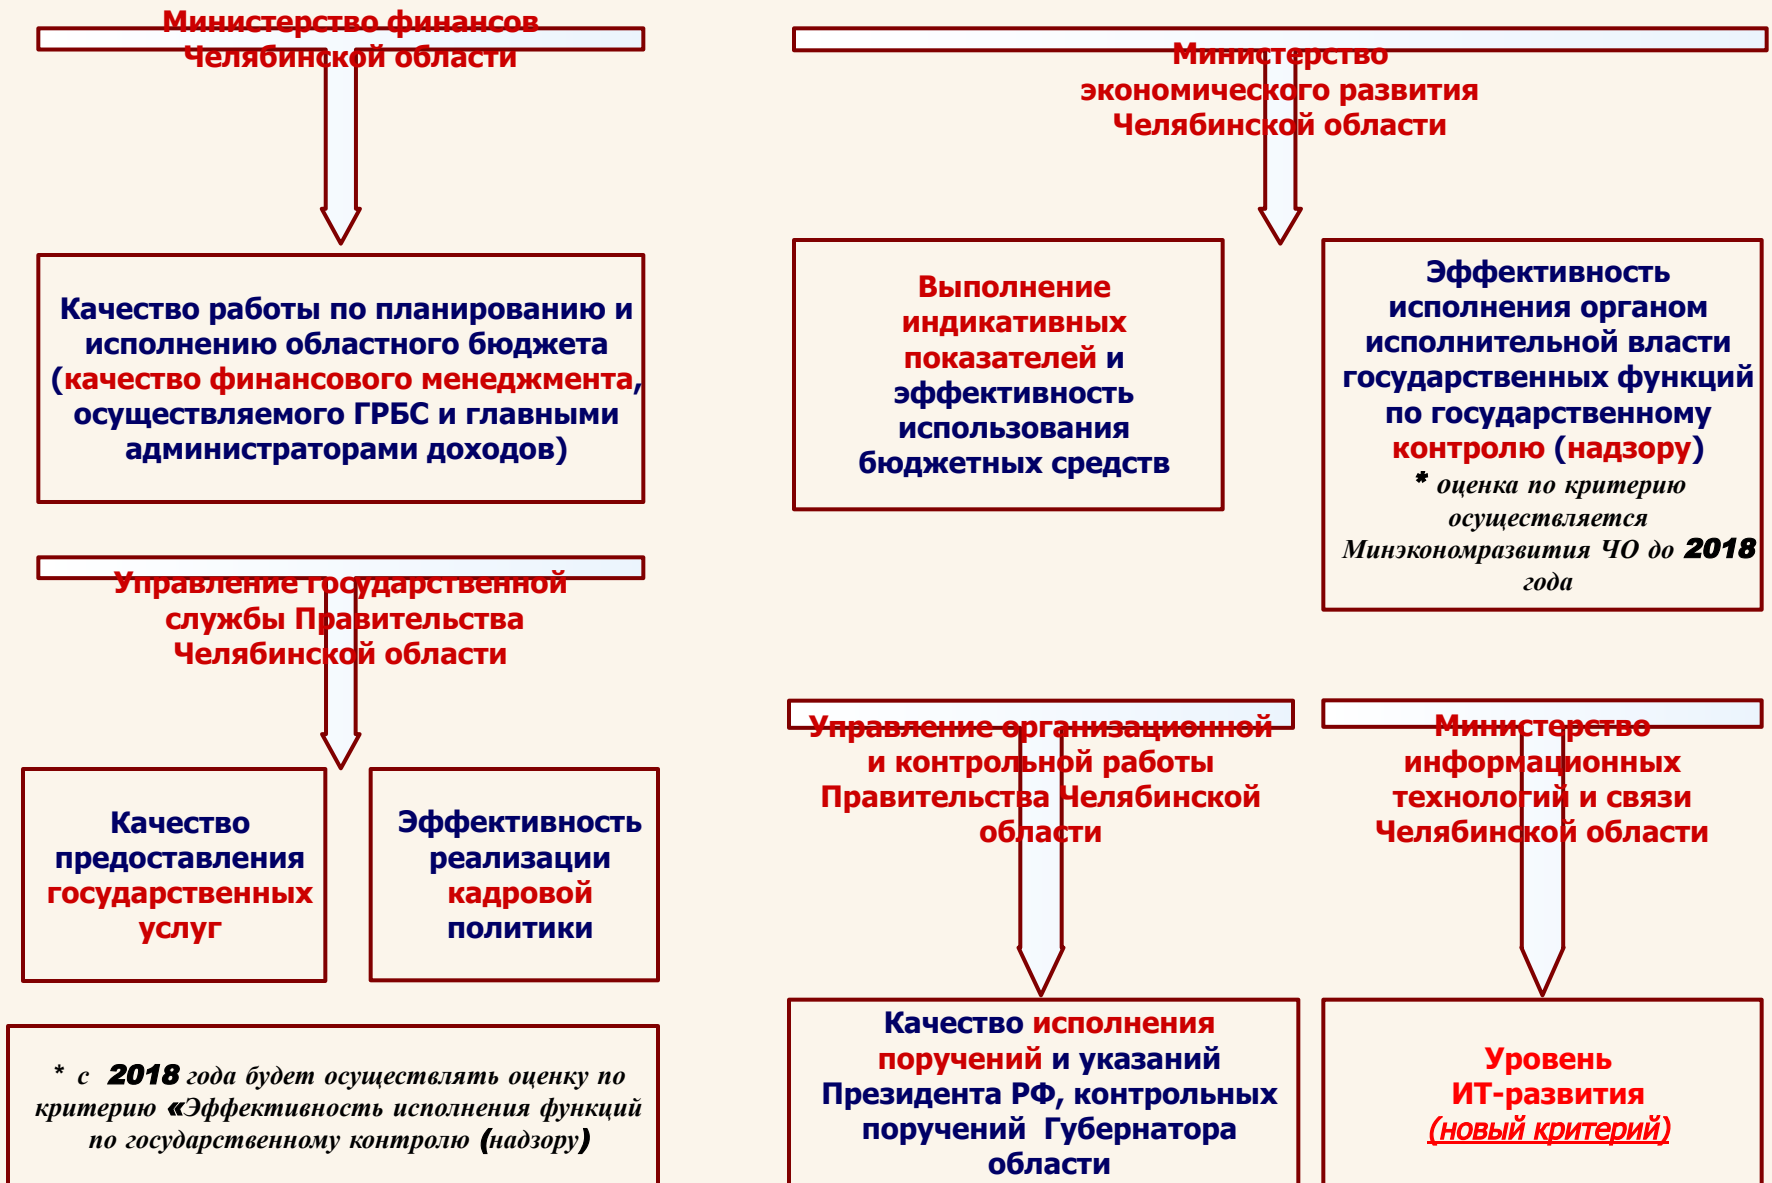 Министерство финансов
Челябинской области
Качество работы по планированию и
исполнению областного бюджета
(качество финансового менеджмента,
осуществляемого ГРБС и главными
администраторами доходов)
Министерство
экономического развития
Челябинской области
Выполнение
индикативных
показателей и
эффективность
использования
бюджетных средств
Эффективность
исполнения органом
исполнительной власти
государственных функций
по государственному
контролю (надзору)
* оценка по критерию
осуществляется
Минэкономразвития ЧО до 2018
года
Управление государственной
службы Правительства
Челябинской области
Качество
предоставления
государственных
услуг
Эффективность
реализации
кадровой
политики
* с 2018 года будет осуществлять оценку по
критерию «Эффективность исполнения функций
по государственному контролю (надзору)
Управление организационной
и контрольной работы
Правительства Челябинской
области
Качество исполнения
поручений и указаний
Президента РФ, контрольных
поручений Губернатора
области
Министерство
информационных
технологий и связи
Челябинской области
Уровень
ИТ-развития
(новый критерий)